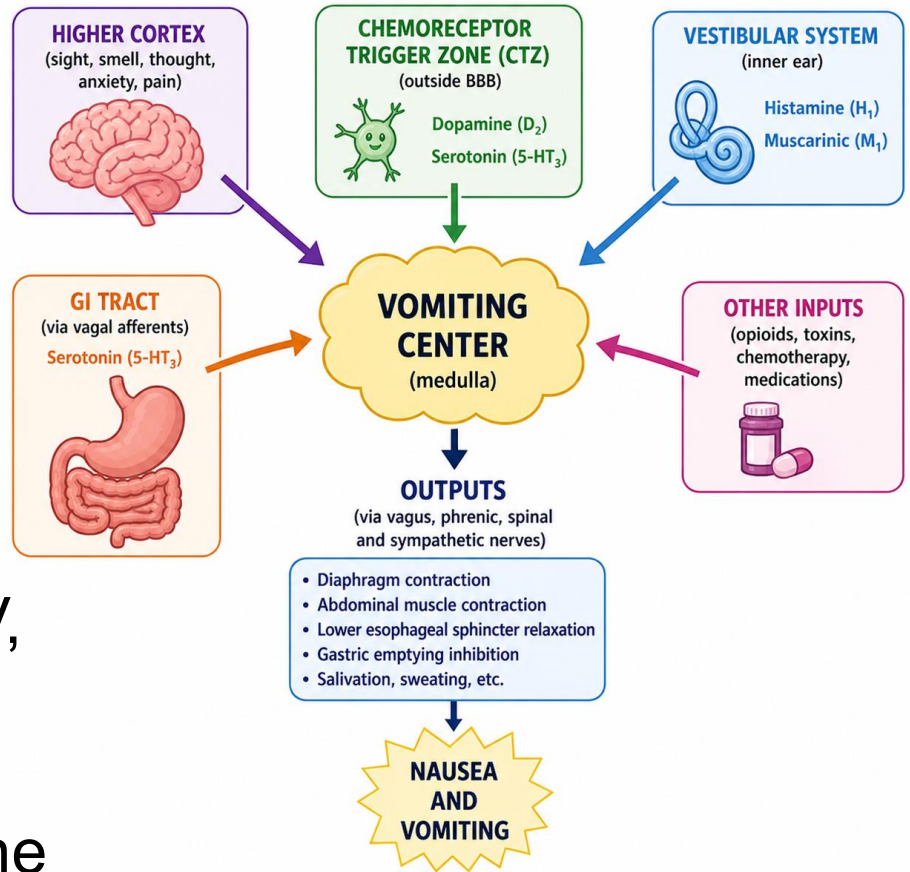 HIGHER CORTEX
(sight, smell, thought,
anxiety, pain)
CHEMORECEPTOR
TRIGGER ZONE (CTZ)
(outside BBB)
Dopamine (D₂)
Serotonin (5-HT₃)
VESTIBULAR SYSTEM
(inner ear)
Histamine (H₁)
Muscarinic (M₁)
GI TRACT
(via vagal afferents)
Serotonin (5-HT₃)
VOMITING
CENTER
(medulla)
OTHER INPUTS
(opioids, toxins,
chemotherapy,
medications)
OUTPUTS
(via vagus, phrenic, spinal
and sympathetic nerves)
• Diaphragm contraction
• Abdominal muscle contraction
• Lower esophageal sphincter relaxation
• Gastric emptying inhibition
• Salivation, sweating, etc.
NAUSEA
AND
VOMITING